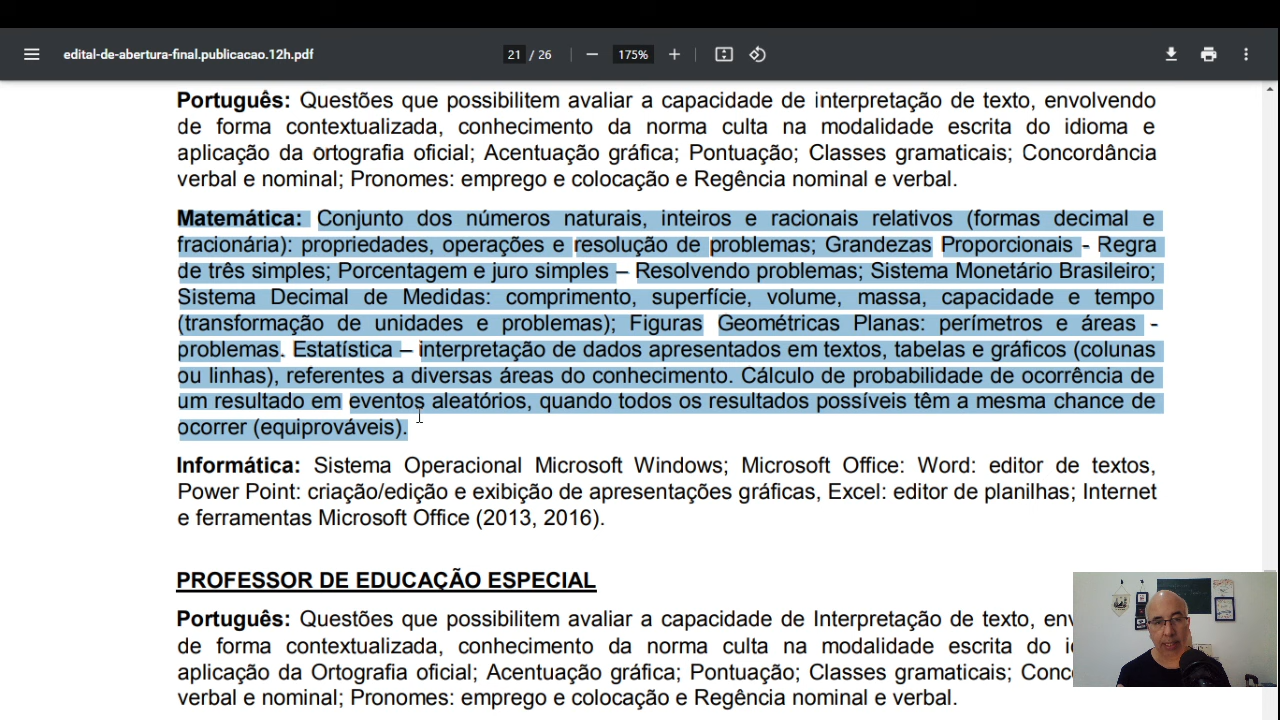 edital-de-abertura-final.publicacao.12h.pdf
21 / 26
175%
Português: Questões que possibilitem avaliar a capacidade de interpretação de texto, envolvendo
de forma contextualizada, conhecimento da norma culta na modalidade escrita do idioma e
aplicação da ortografia oficial; Acentuação gráfica; Pontuação; Classes gramaticais; Concordância
verbal e nominal; Pronomes: emprego e colocação e Regência nominal e verbal.
Matemática: Conjunto dos números naturais, inteiros e racionais relativos (formas decimal e
fracionária): propriedades, operações e resolução de problemas; Grandezas Proporcionais - Regra
de três simples; Porcentagem e juro simples – Resolvendo problemas; Sistema Monetário Brasileiro;
Sistema Decimal de Medidas: comprimento, superfície, volume, massa, capacidade e tempo
(transformação de unidades e problemas); Figuras Geométricas Planas: perímetros e áreas -
problemas. Estatística – interpretação de dados apresentados em textos, tabelas e gráficos (colunas
ou linhas), referentes a diversas áreas do conhecimento. Cálculo de probabilidade de ocorrência de
um resultado em eventos aleatórios, quando todos os resultados possíveis têm a mesma chance de
ocorrer (equiprováveis).
Informática: Sistema Operacional Microsoft Windows; Microsoft Office: Word: editor de textos,
Power Point: criação/edição e exibição de apresentações gráficas, Excel: editor de planilhas; Internet
e ferramentas Microsoft Office (2013, 2016).
PROFESSOR DE EDUCAÇÃO ESPECIAL
Português: Questões que possibilitem avaliar a capacidade de Interpretação de texto,
de forma contextualizada, conhecimento da norma culta na modalidade escrita do
aplicação da Ortografia oficial; Acentuação gráfica; Pontuação; Classes gramaticais;
verbal e nominal; Pronomes: emprego e colocação e Regência nominal e verbal.